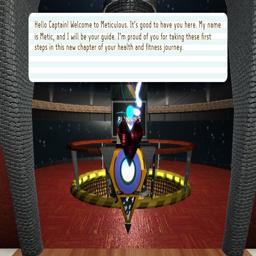 Hello Captain! Welcome to Meticulous. It's good to have you here. My name
is Metic, and I will be your guide. I'm proud of you for taking these first
steps in this new chapter of your health and fitness journey.